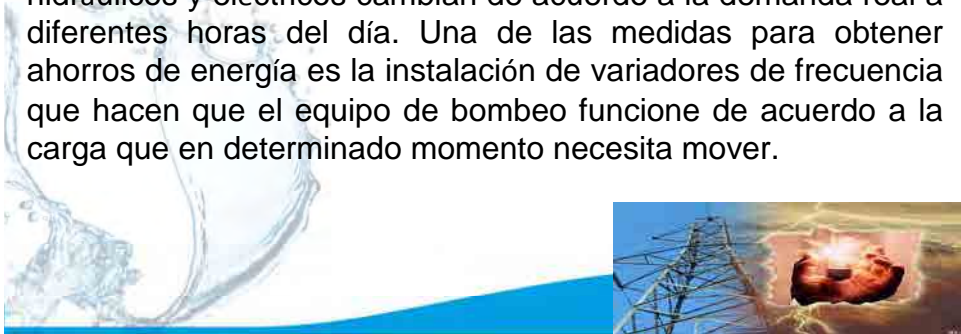 diferentes horas del día. Una de las medidas para obtener
ahorros de energía es la instalación de variadores de frecuencia
que hacen que el equipo de bombeo funcione de acuerdo a la
carga que en determinado momento necesita mover.